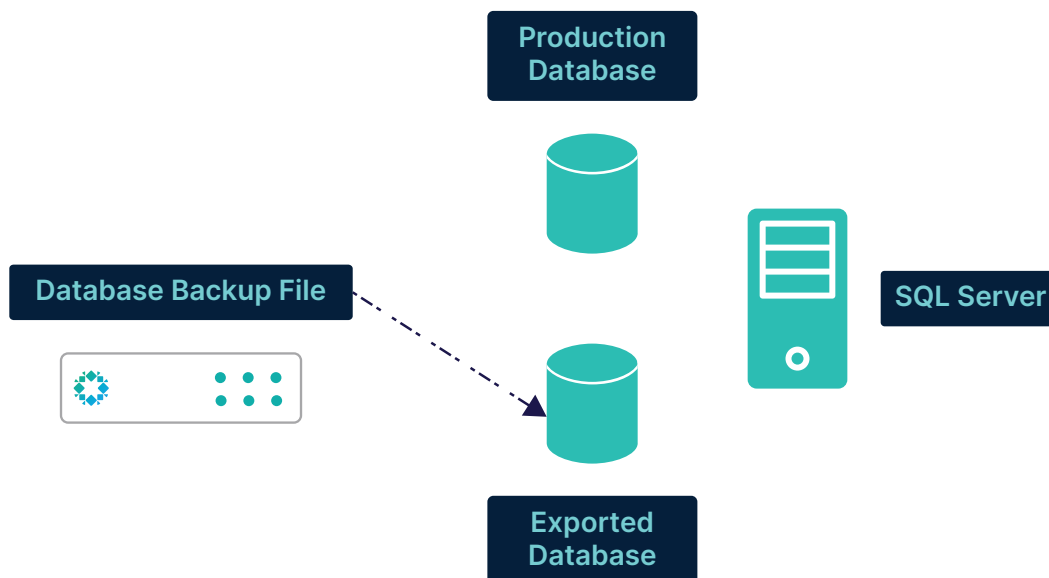 Production
Database
Database Backup File
SQL Server
Exported
Database